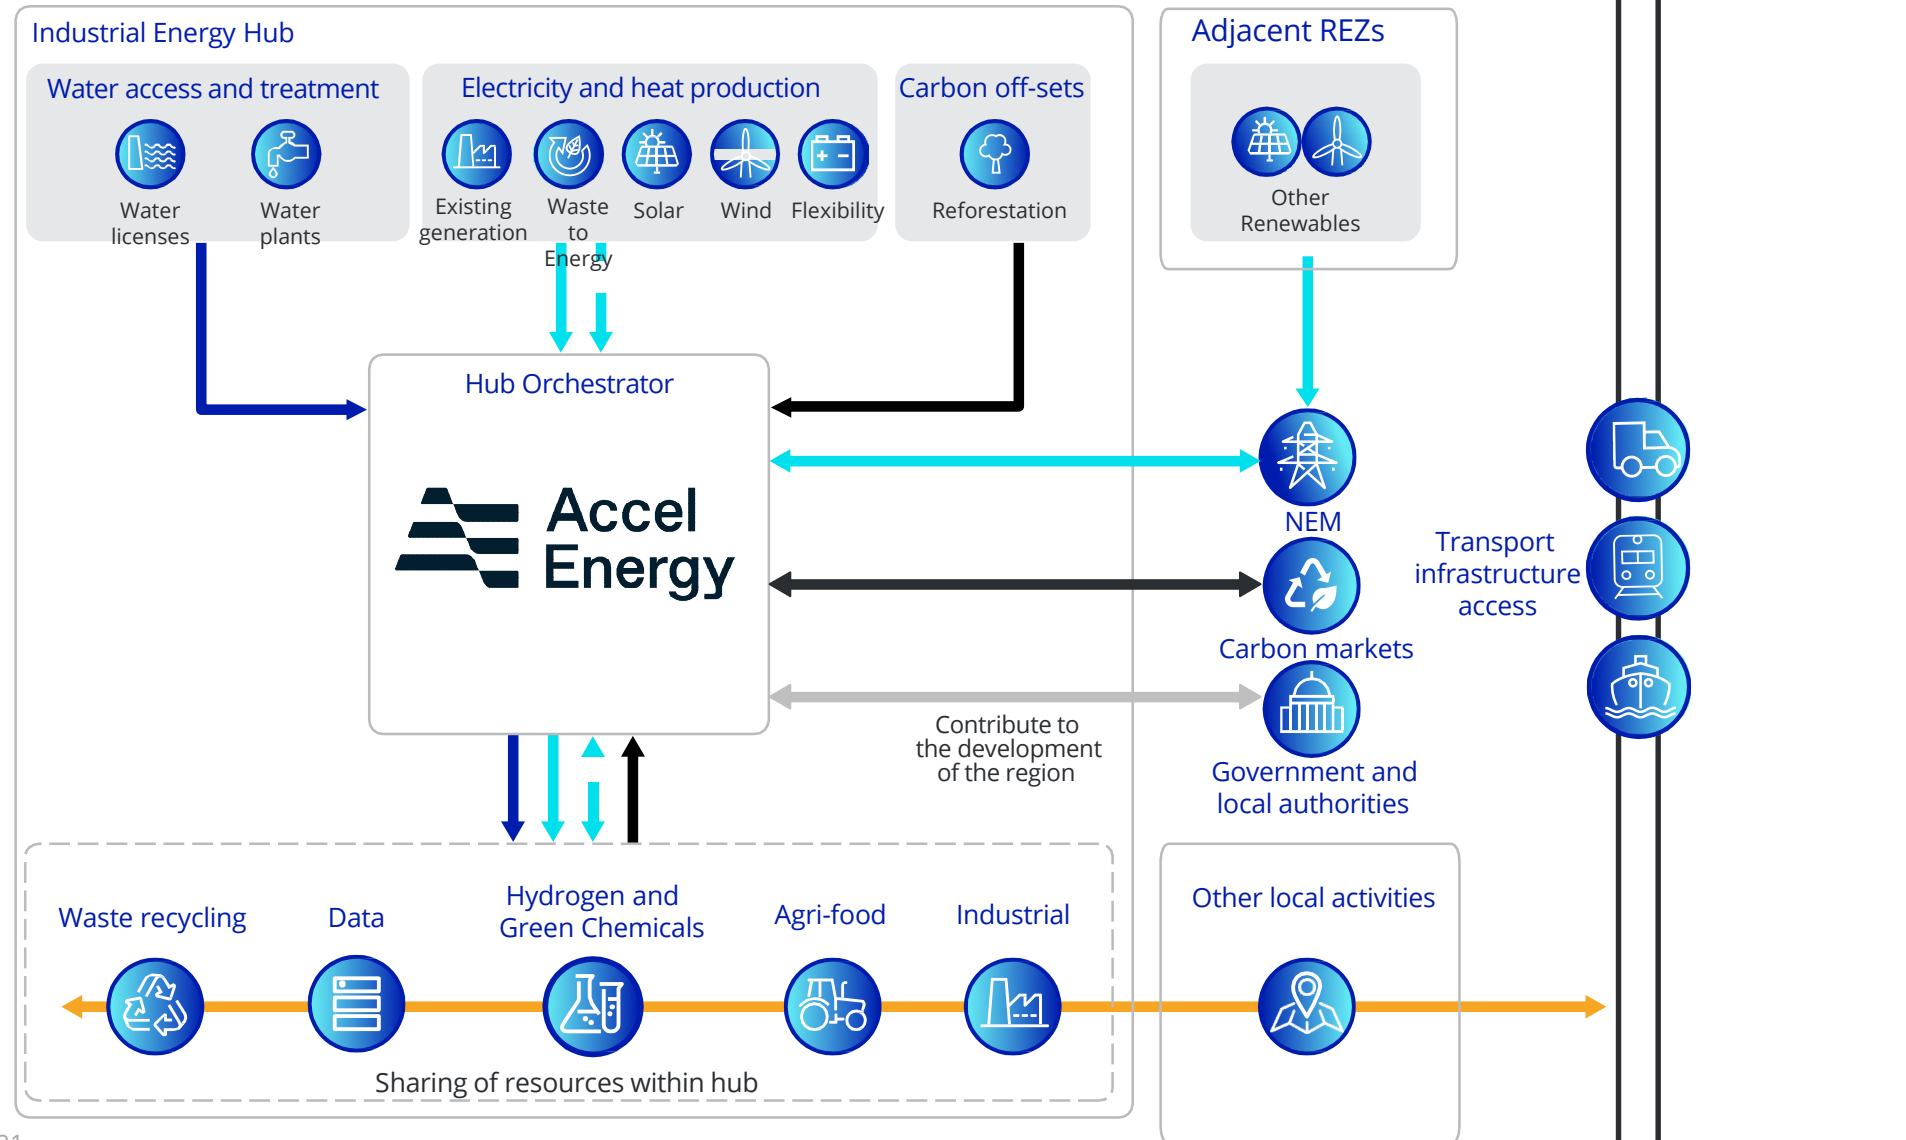 Industrial Energy Hub
Adjacent REZs
Water access and treatment
Electricity and heat production
Carbon off-sets
Water
licenses
Water
plants
Existing
generation
Waste
to
Energy
Solar
Wind
Flexibility
Reforestation
Other
Renewables
Hub Orchestrator
Accel
Energy
NEM
Transport
infrastructure
access
Carbon markets
Contribute to
the development
of the region
Government and
local authorities
Waste recycling
Data
Hydrogen and
Green Chemicals
Agri-food
Industrial
Other local activities
Sharing of resources within hub